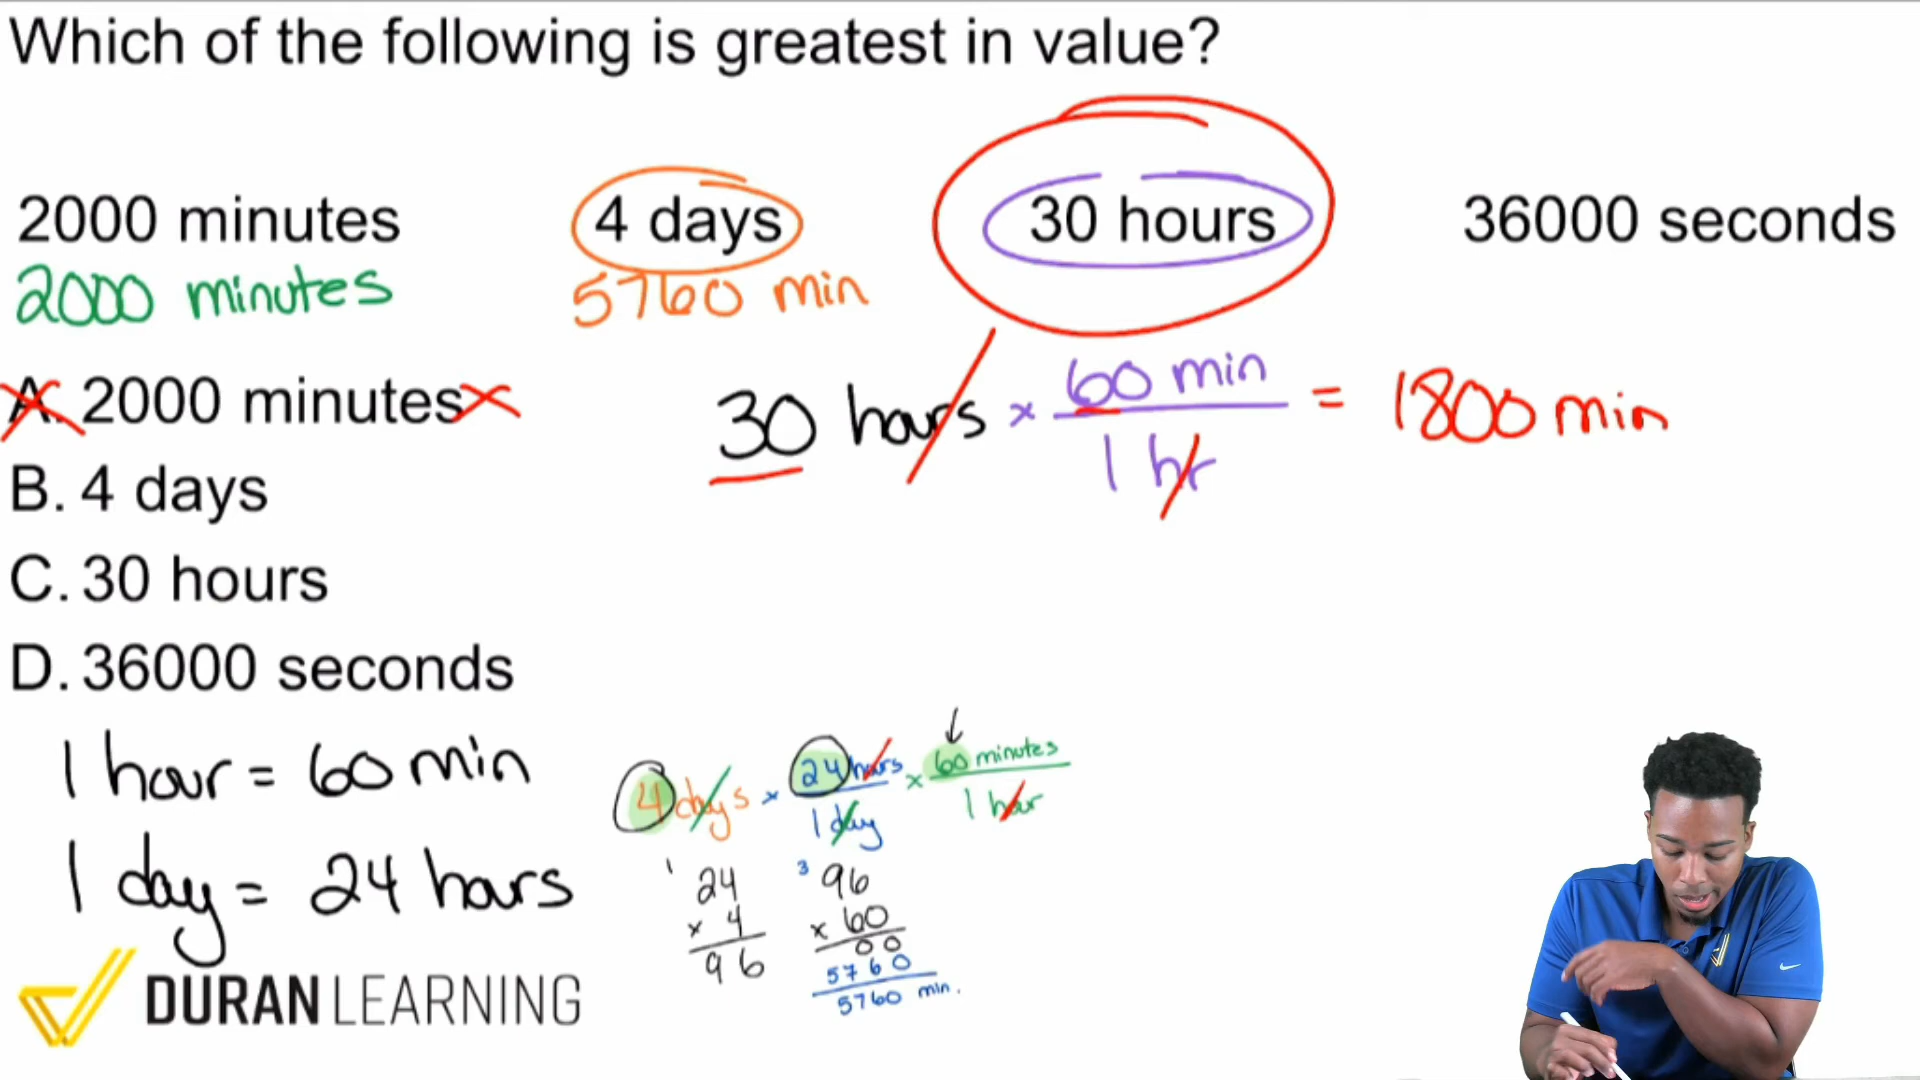 Which of the following is greatest in value?
2000 minutes 4 days 30 hours 36000 seconds
2000 minutes 5760 min
A. 2000 minutes
30 hours × 60 min / 1 hr = 1800 min
B. 4 days
C. 30 hours
D. 36000 seconds
1 hour = 60 min
1 day = 24 hours
4 days × 24 hours / 1 day × 60 minutes / 1 hour
1
24
× 4
96
3
96
× 60
00
5760
5760 min.
DURAN LEARNING